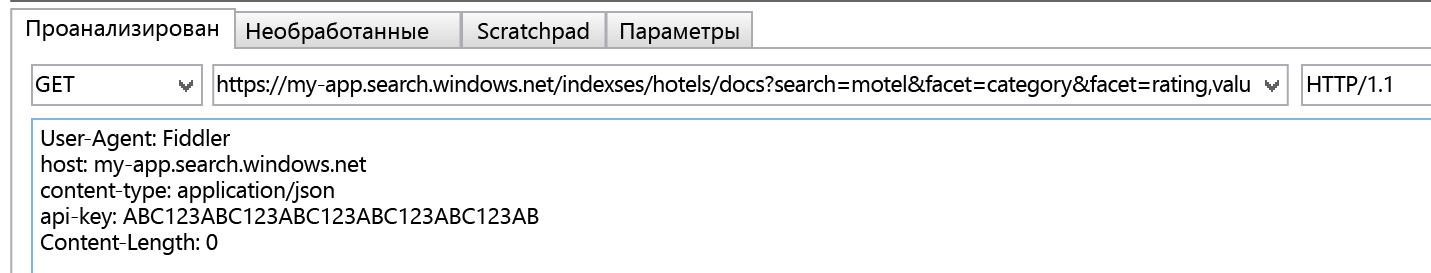 Проанализирован Необработанные Scratchpad Параметры
GET https://my-app.search.windows.net/indexses/hotels/docs?search=motel&facet=category&facet=rating,valu HTTP/1.1
User-Agent: Fiddler
host: my-app.search.windows.net
content-type: application/json
api-key: ABC123ABC123ABC123ABC123ABC123AB
Content-Length: 0